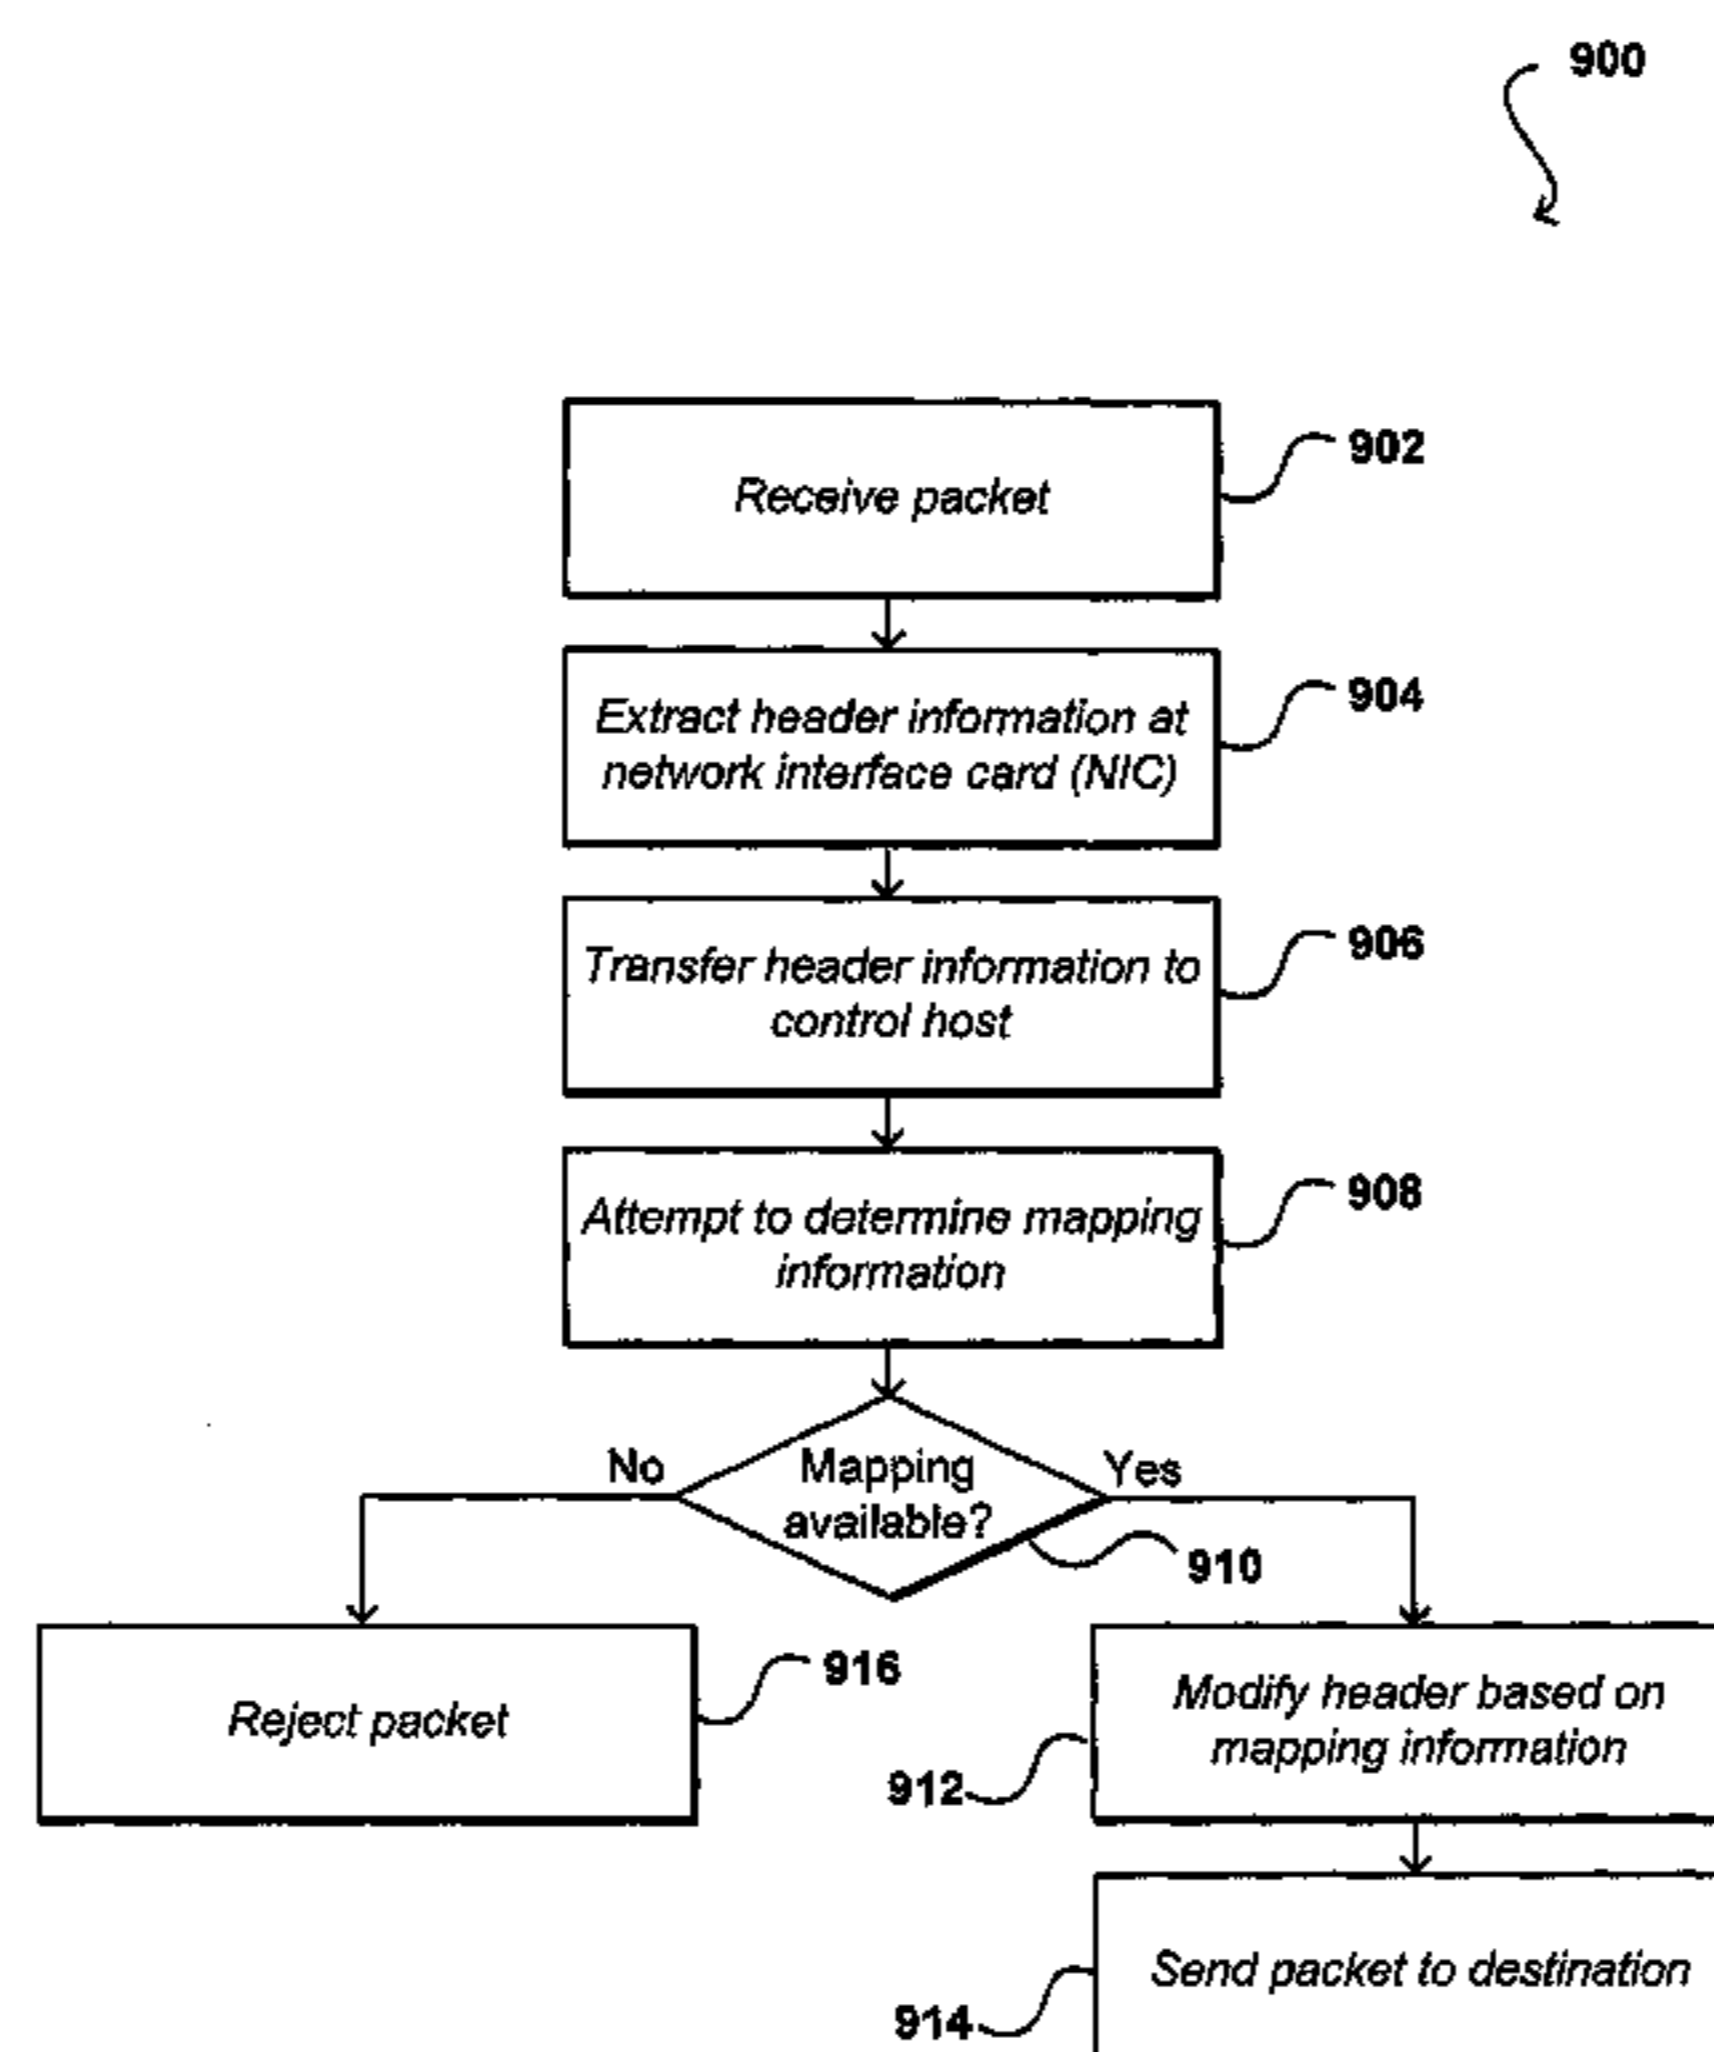 900
Receive packet
902
Extract header information at
network interface card (NIC)
904
Transfer header information to
control host
906
Attempt to determine mapping
information
908
No
Mapping
available?
Yes
910
Reject packet
916
Modify header based on
mapping information
912
Send packet to destination
914